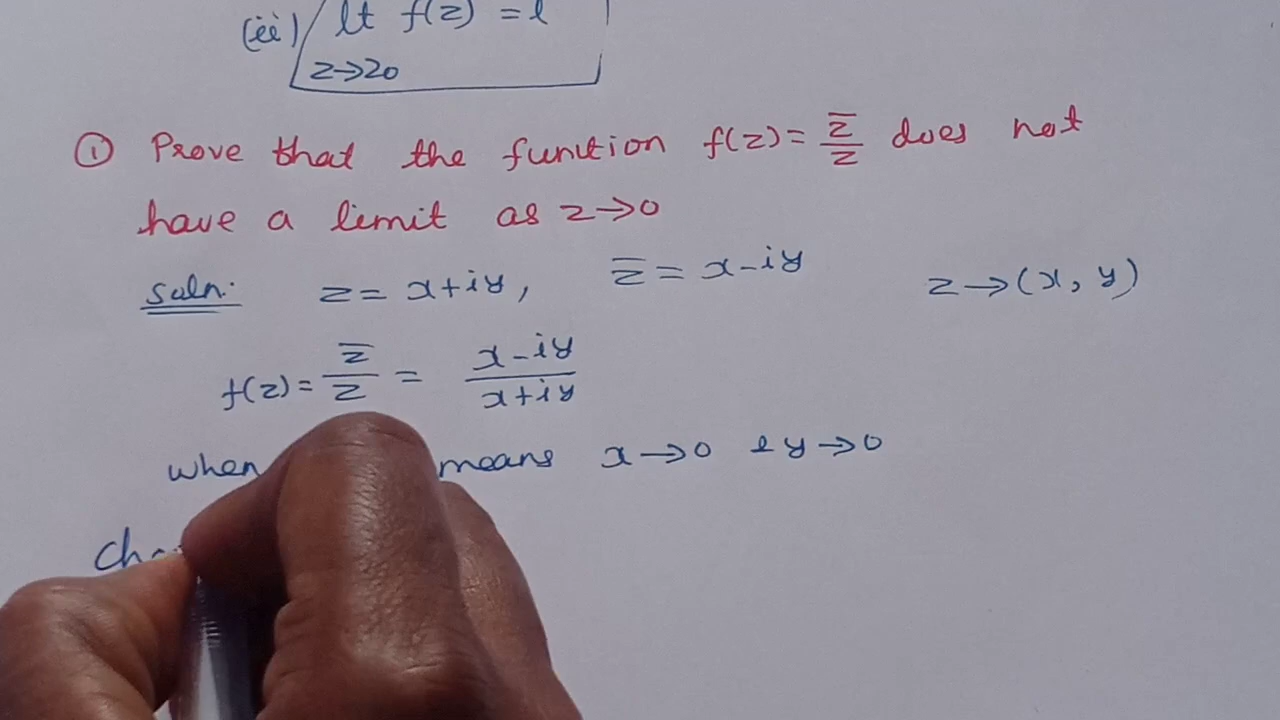 (ii) lt f(z) = l
z→z0
① Prove that the function f(z) = z̅/z does not
have a limit as z→0
Soln: z = x+iy, z̅ = x-iy z→(x, y)
f(z) = z̅/z = x-iy/x+iy
when means x→0 & y→0